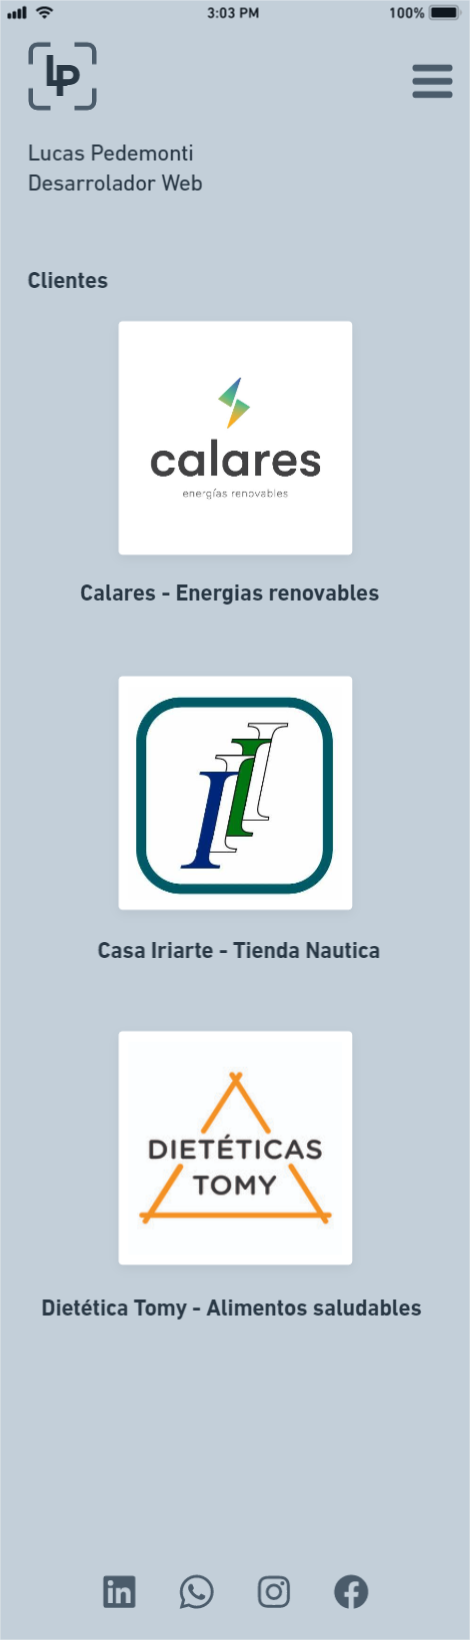 3:03 PM
100%
LP
Lucas Pedemonti
Desarrolador Web
Clientes
calares
energías renovables
Calares - Energias renovables
IIII
Casa Iriarte - Tienda Nautica
DIETÉTICAS
TOMY
Dietética Tomy - Alimentos saludables
in